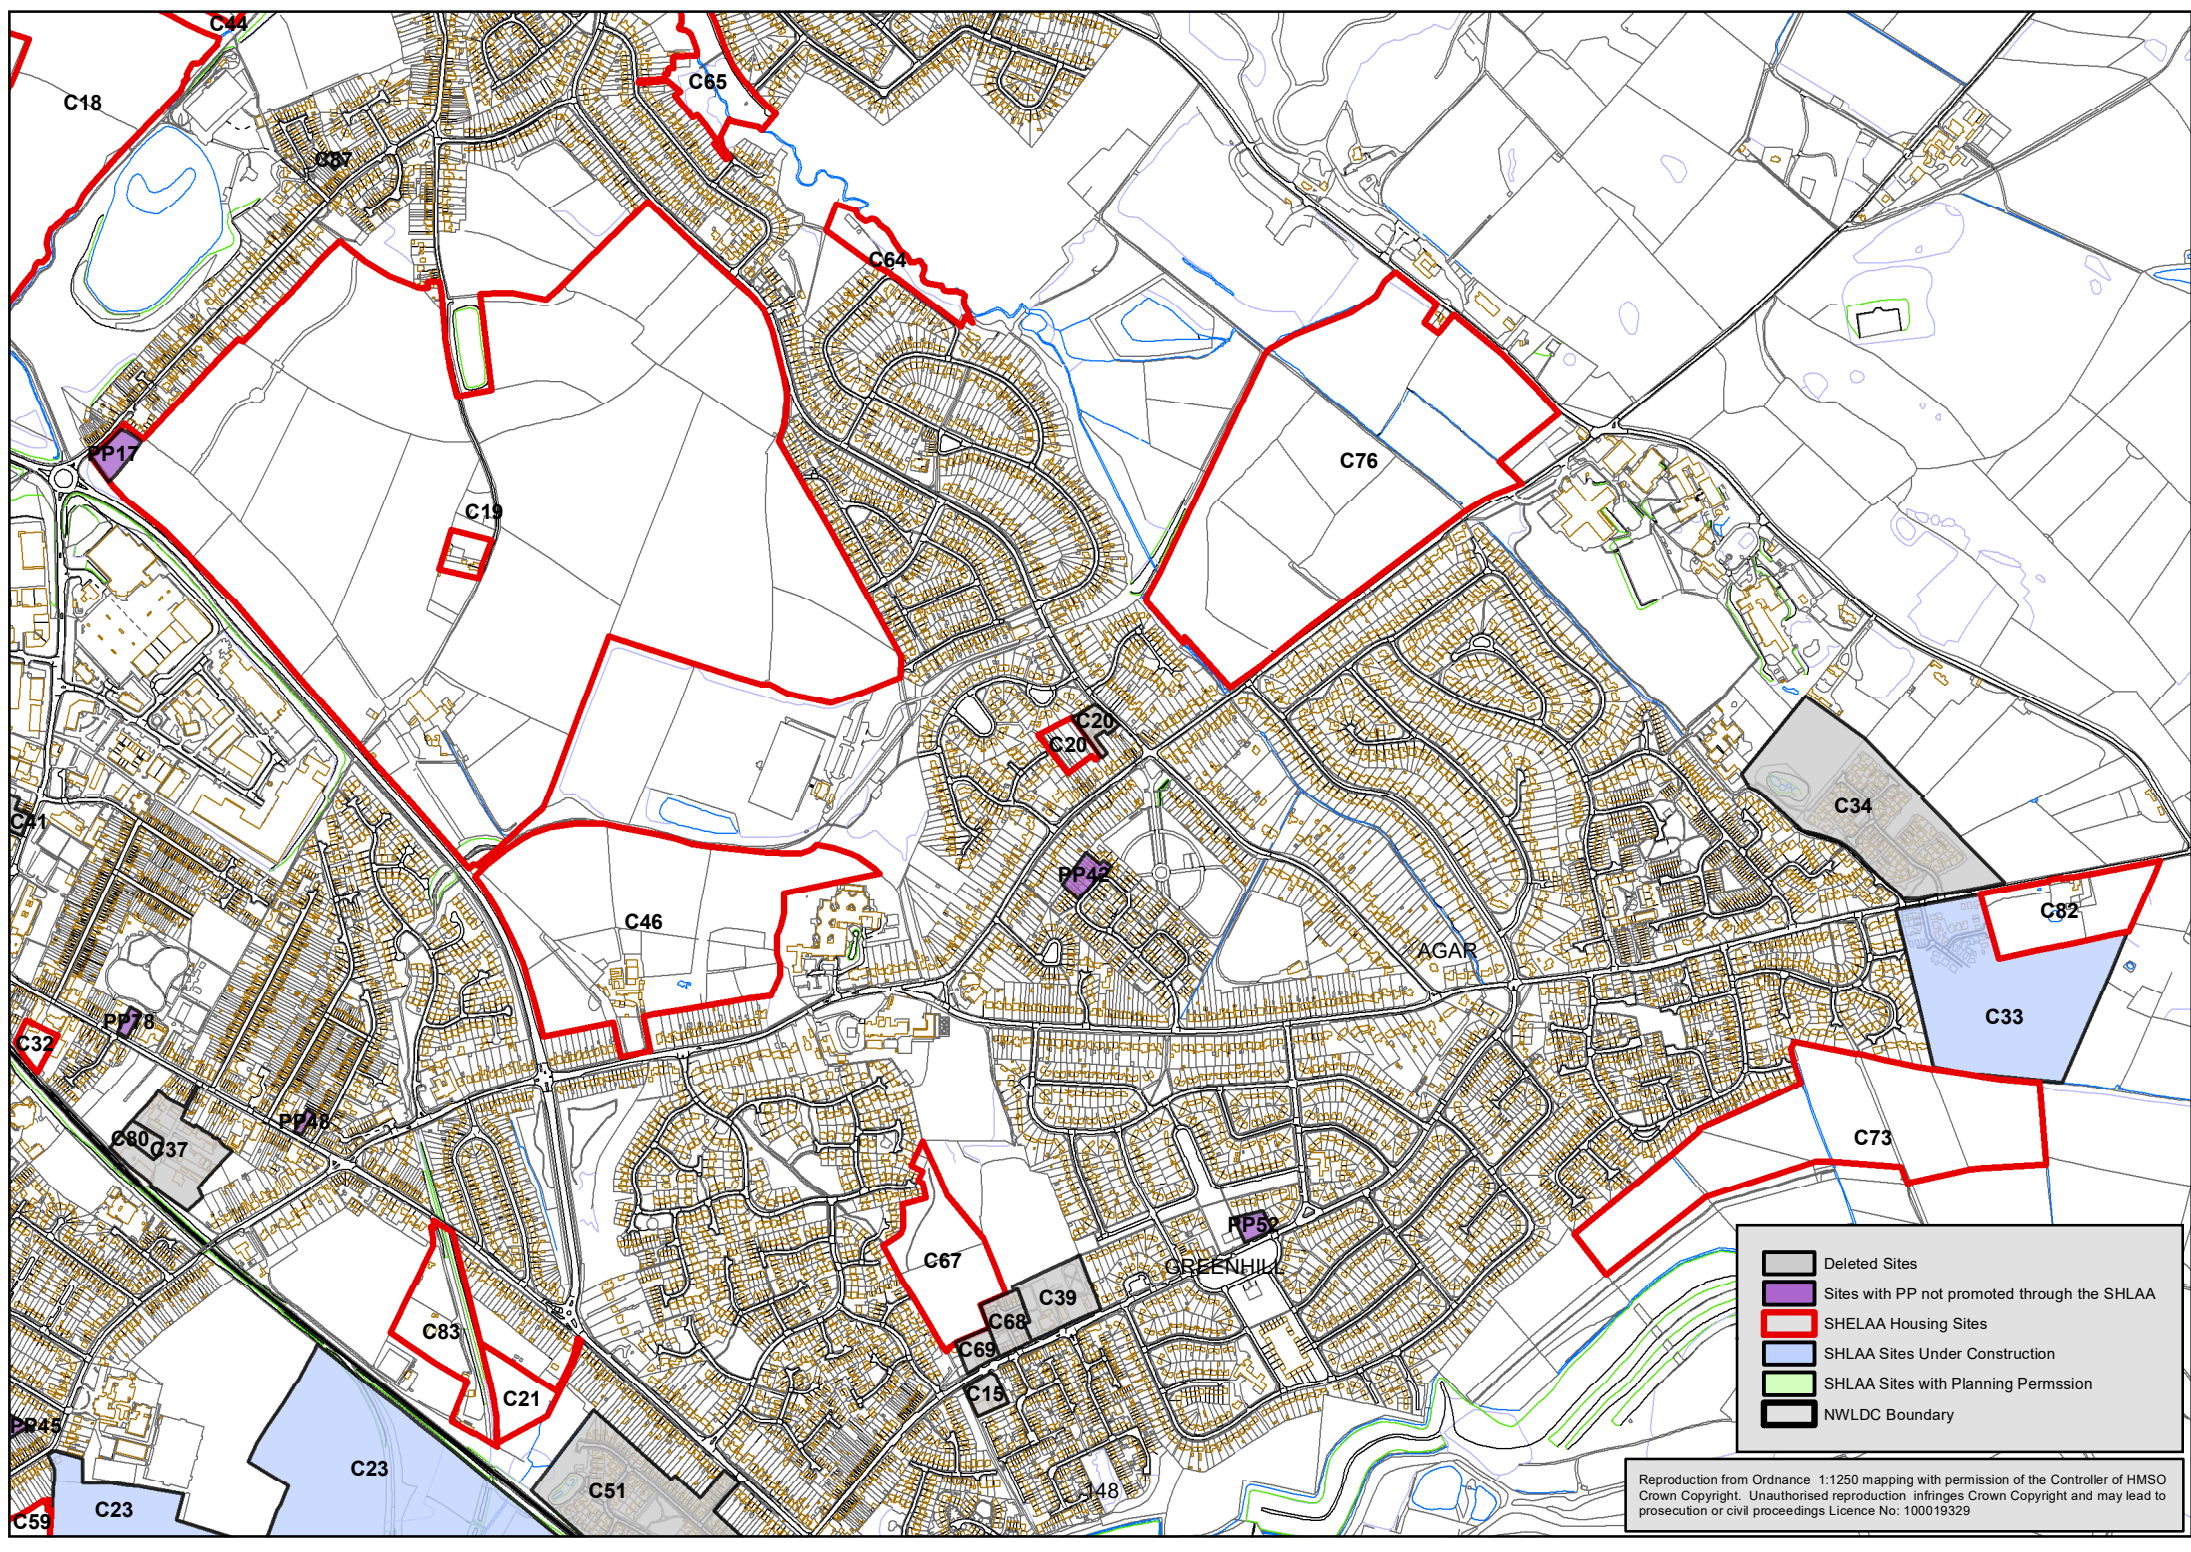 C44
C65
C18
C87
C64
PP17
C76
C19
C20
C20
C34
C41
PP42
C82
C46
AGAR
C33
PP78
C32
PP48
C80
C37
C73
PP52
C67
GREENHILL
C39
C68
C83
C69
C15
C21
PP45
C23
C51
148
C23
C59
Deleted Sites
Sites with PP not promoted through the SHLAA
SHELAA Housing Sites
SHLAA Sites Under Construction
SHLAA Sites with Planning Permssion
NWLDC Boundary
Reproduction from Ordnance 1:1250 mapping with permission of the Controller of HMSO
Crown Copyright. Unauthorised reproduction infringes Crown Copyright and may lead to
prosecution or civil proceedings Licence No: 100019329